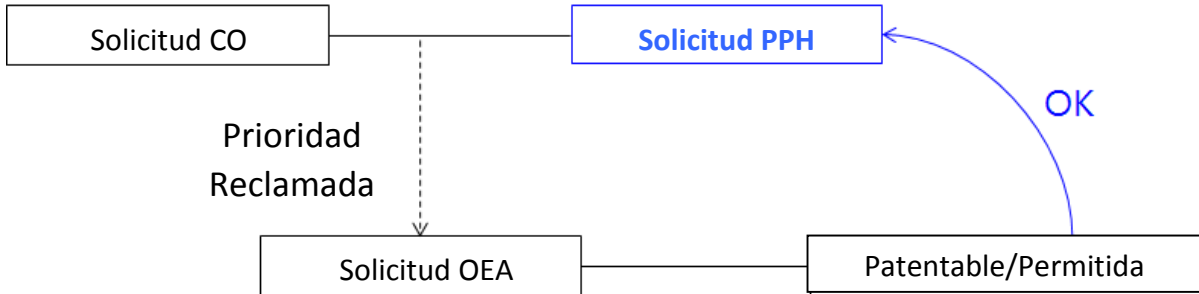 Solicitud CO
Solicitud PPH
OK
Prioridad
Reclamada
Solicitud OEA
Patentable/Permitida